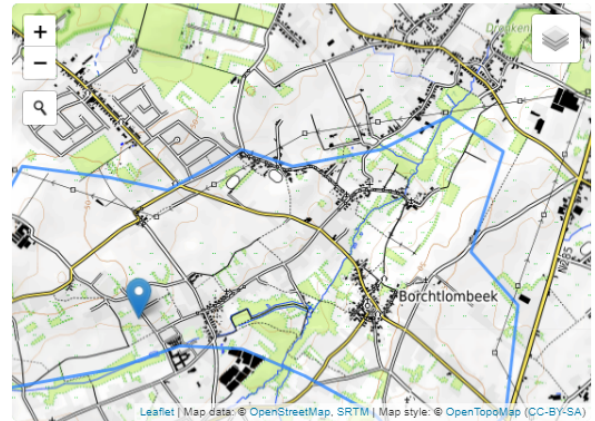 +
−
Borchtlombeek
Leaflet | Map data: © OpenStreetMap, SRTM | Map style: © OpenTopoMap (CC-BY-SA)